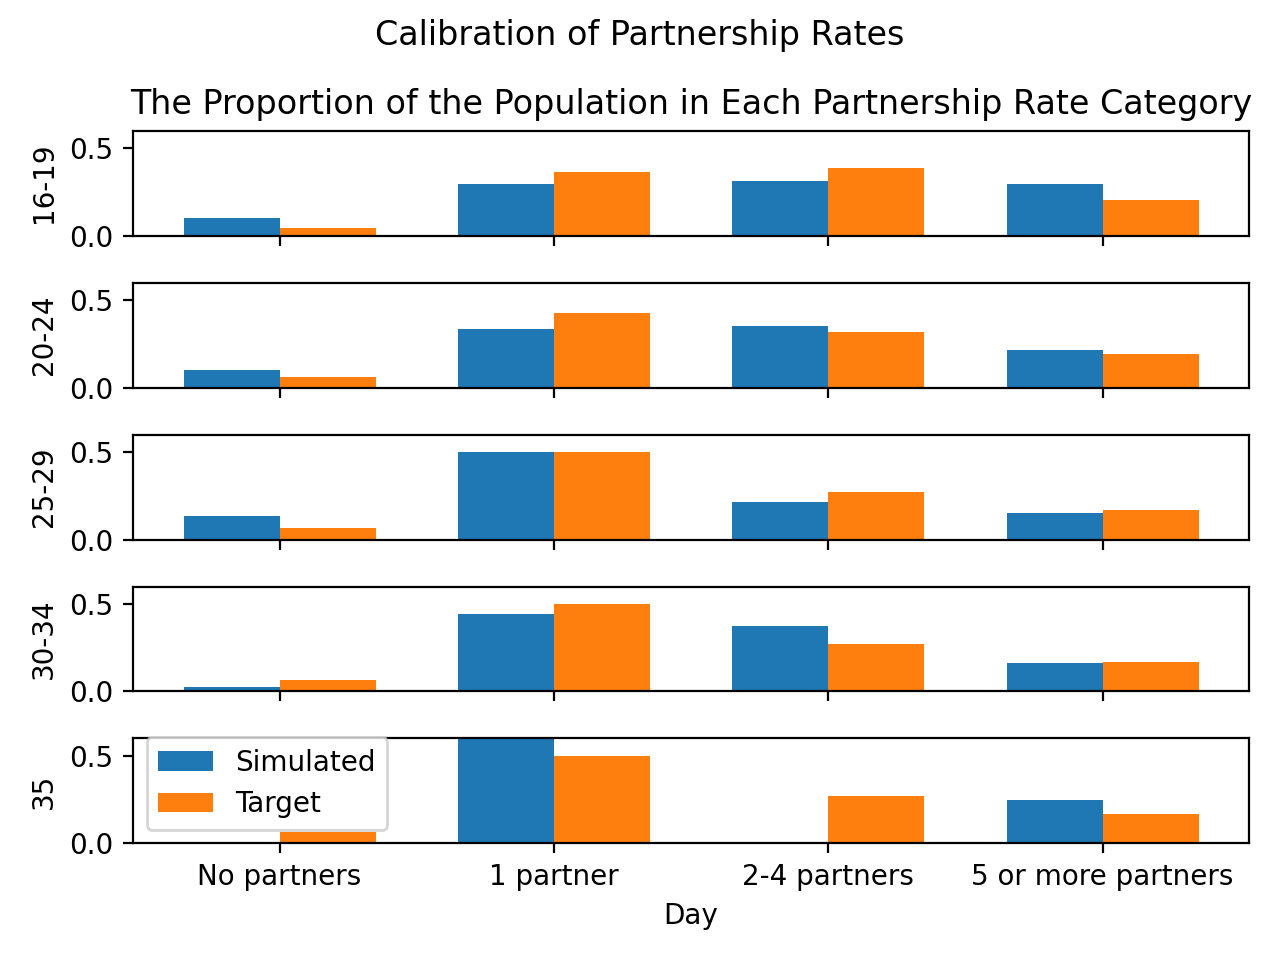 Calibration of Partnership Rates
The Proportion of the Population in Each Partnership Rate Category
16-19
0.5
0.0
20-24
0.5
0.0
25-29
0.5
0.0
30-34
0.5
0.0
35
0.5
0.0
Simulated
Target
No partners 1 partner 2-4 partners 5 or more partners
Day